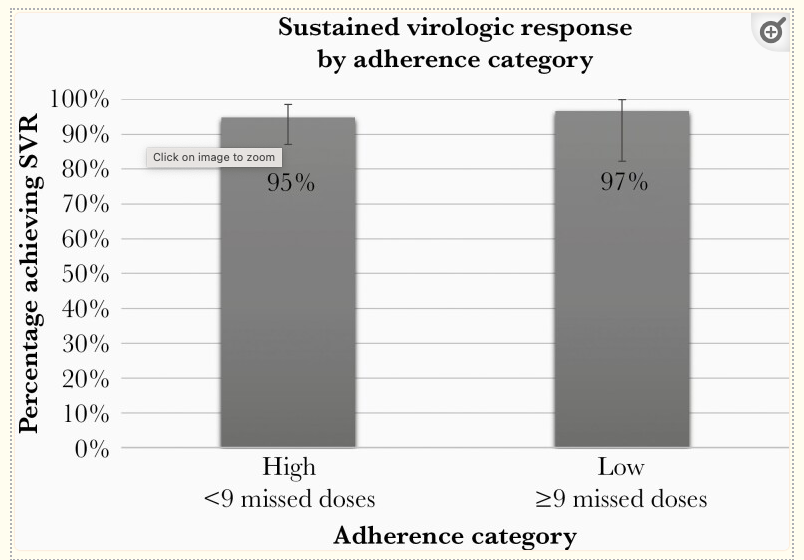 Sustained virologic response
by adherence category
Percentage achieving SVR
100%
90%
80%
70%
60%
50%
40%
30%
20%
10%
0%
Click on image to zoom
95%
97%
High
<9 missed doses
Low
≥9 missed doses
Adherence category